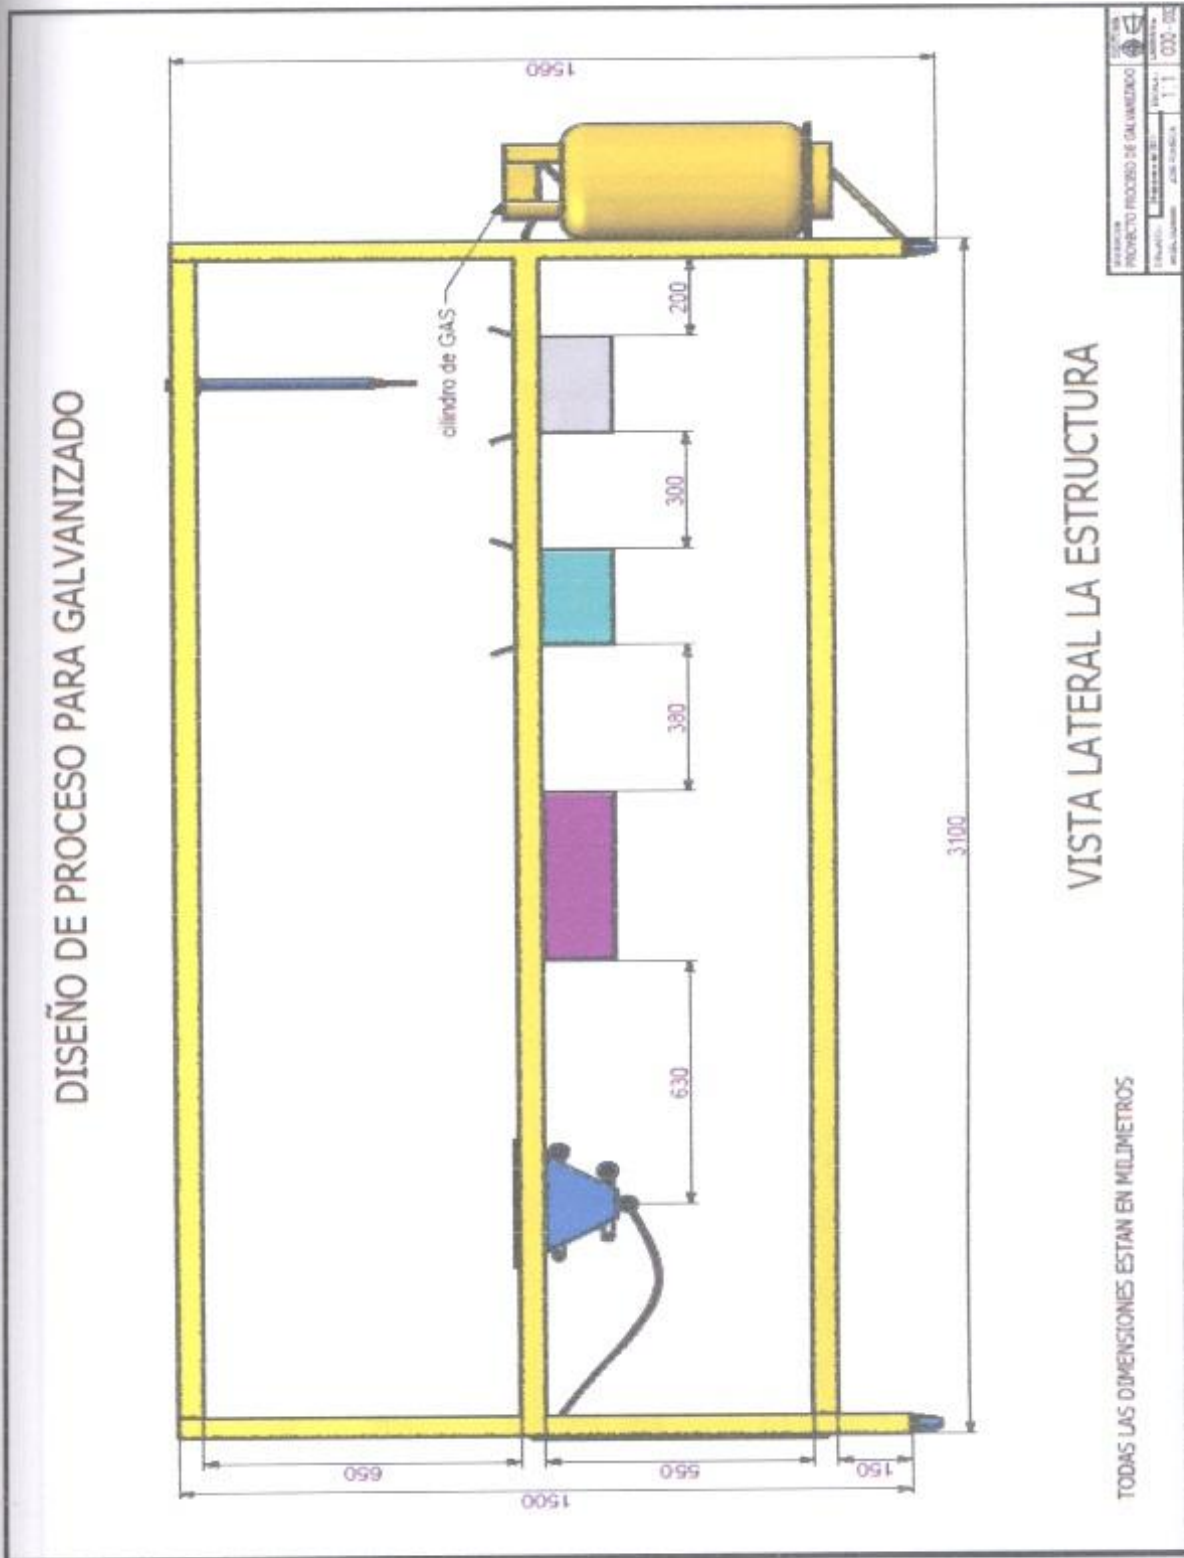 DISEÑO DE PROCESO PARA GALVANIZADO
1560
cilindro de GAS
200
300
380
630
650
550
150
1500
3100
VISTA LATERAL LA ESTRUCTURA
TODAS LAS DIMENSIONES ESTAN EN MILIMETROS
PROYECTO PROCESO DE GALVANIZADO
1:1